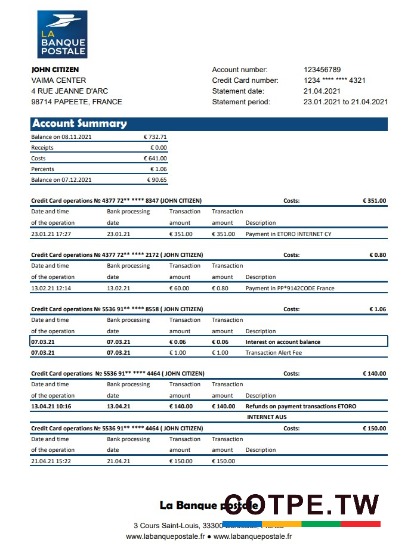 LA
BANQUE
POSTALE
JOHN CITIZEN
VAIMA CENTER
4 RUE JEANNE D'ARC
98714 PAPEETE, FRANCE
Account number: 123456789
Credit Card number: 1234 **** **** 4321
Statement date: 21.04.2021
Statement period: 23.01.2021 to 21.04.2021
Account Summary
Balance on 08.11.2021 € 732.71
Receipts € 0.00
Costs € 641.00
Percents € 1.06
Balance on 07.12.2021 € 90.65
Credit Card operations № 4377 72** **** 8347 (JOHN CITIZEN) Costs: € 351.00
Date and time Bank processing Transaction Transaction
of the operation date amount amount Description
23.01.21 17:27 23.01.21 € 351.00 € 351.00 Payment in ETORO INTERNET CY
Credit Card operations № 4377 72** **** 2172 ( JOHN CITIZEN) Costs: € 0.80
Date and time Bank processing Transaction Transaction
of the operation date amount amount Description
13.02.21 12:14 13.02.21 € 60.00 € 0.80 Payment in PP*9142CODE France
Credit Card operations № 5536 91** **** 8558 ( JOHN CITIZEN) Costs: € 1.06
Date and time Bank processing Transaction Transaction
of the operation date amount amount Description
07.03.21 07.03.21 € 0.06 € 0.06 Interest on account balance
07.03.21 07.03.21 € 1.00 € 1.00 Transaction Alert Fee
Credit Card operations № 5536 91** **** 4464 ( JOHN CITIZEN) € 140.00
Date and time Bank processing Transaction Transaction
of the operation date amount amount Description
13.04.21 10:16 13.04.21 € 140.00 € 140.00 Refunds on payment transactions ETORO
INTERNET AUS
Credit Card operations № 5536 91** **** 4464 ( JOHN CITIZEN) Costs: € 150.00
Date and time Bank processing Transaction Transaction
of the operation date amount amount Description
21.04.21 15:22 21.04.21 € 150.00 € 150.00
La Banque postale
GOTPE.TW
3 Cours Saint-Louis, 33300
www.labanquepostale.fr ● www.labanquepostale.fr